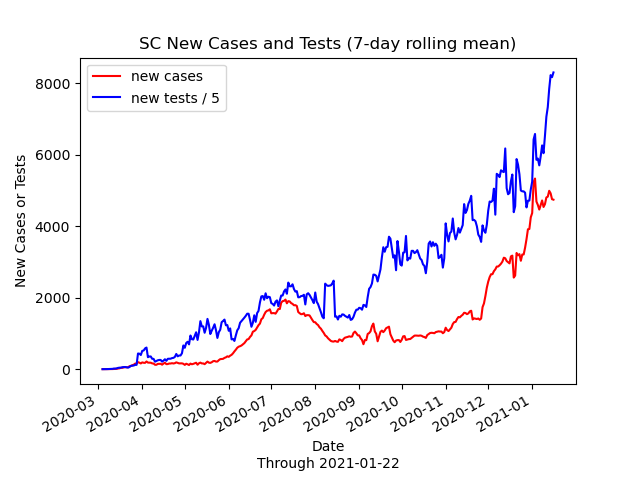 SC New Cases and Tests (7-day rolling mean)
new cases
new tests / 5
8000
6000
4000
2000
0
New Cases or Tests
2020-03
2020-04
2020-05
2020-06
2020-07
2020-08
2020-09
2020-10
2020-11
2020-12
2021-01
Date
Through 2021-01-22